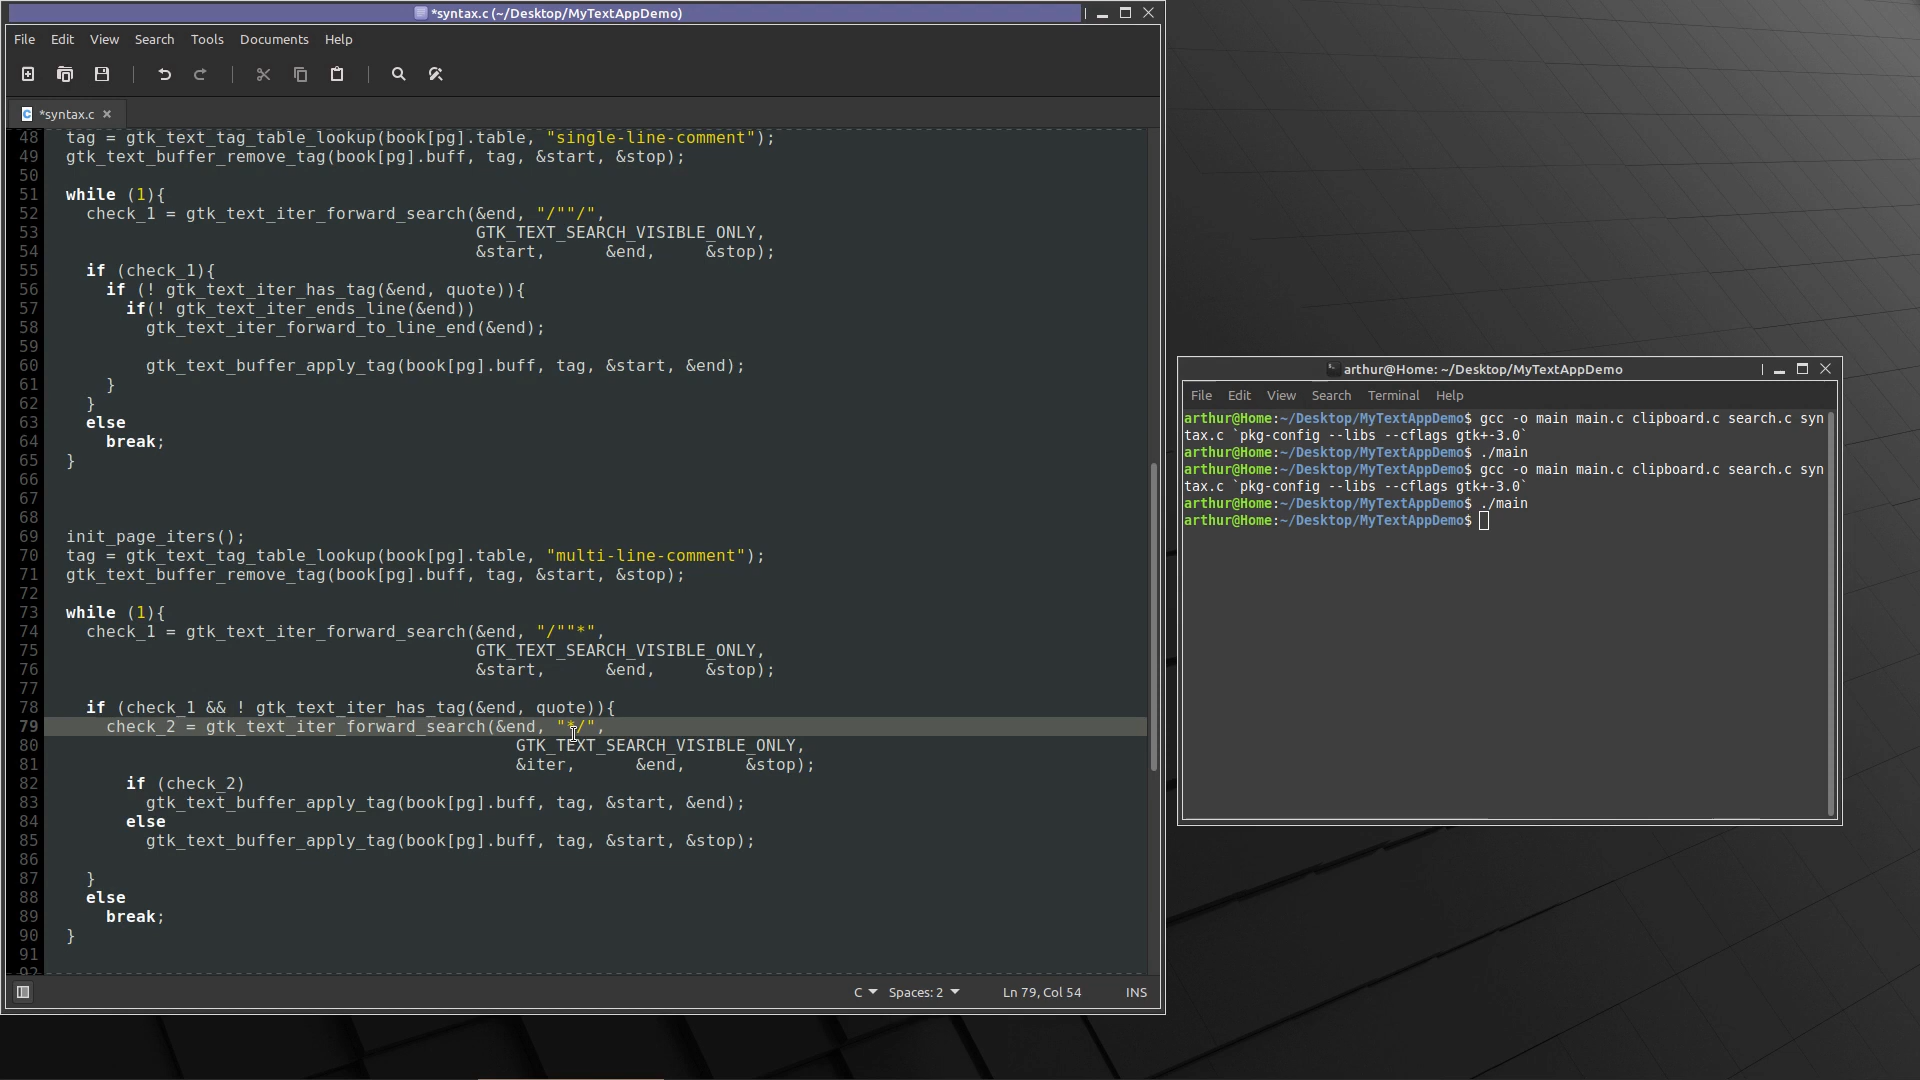 *syntax.c (~/Desktop/MyTextAppDemo)
File Edit View Search Tools Documents Help
*syntax.c
48 tag = gtk_text_tag_table_lookup(book[pg].table, "single-line-comment");
49 gtk_text_buffer_remove_tag(book[pg].buff, tag, &start, &stop);
50
51 while (1){
52 check_1 = gtk_text_iter_forward_search(&end, "/""/",
53 GTK_TEXT_SEARCH_VISIBLE_ONLY,
54 &start, &end, &stop);
55 if (check_1){
56 if (! gtk_text_iter_has_tag(&end, quote)){
57 if(! gtk_text_iter_ends_line(&end))
58 gtk_text_iter_forward_to_line_end(&end);
59
60 gtk_text_buffer_apply_tag(book[pg].buff, tag, &start, &end);
61 }
62 }
63 else
64 break;
65 }
66
67
68
69 init_page_iters();
70 tag = gtk_text_tag_table_lookup(book[pg].table, "multi-line-comment");
71 gtk_text_buffer_remove_tag(book[pg].buff, tag, &start, &stop);
72
73 while (1){
74 check_1 = gtk_text_iter_forward_search(&end, "/""*",
75 GTK_TEXT_SEARCH_VISIBLE_ONLY,
76 &start, &end, &stop);
77
78 if (check_1 && ! gtk_text_iter_has_tag(&end, quote)){
79 check_2 = gtk_text_iter_forward_search(&end, "*/",
80 GTK_TEXT_SEARCH_VISIBLE_ONLY,
81 &iter, &end, &stop);
82 if (check_2)
83 gtk_text_buffer_apply_tag(book[pg].buff, tag, &start, &end);
84 else
85 gtk_text_buffer_apply_tag(book[pg].buff, tag, &start, &stop);
86
87 }
88 else
89 break;
90 }
91
92
C Spaces: 2 Ln 79, Col 54 INS
arthur@Home: ~/Desktop/MyTextAppDemo
File Edit View Search Terminal Help
arthur@Home:~/Desktop/MyTextAppDemo$ gcc -o main main.c clipboard.c search.c syn
tax.c `pkg-config --libs --cflags gtk+-3.0`
arthur@Home:~/Desktop/MyTextAppDemo$ ./main
arthur@Home:~/Desktop/MyTextAppDemo$ gcc -o main main.c clipboard.c search.c syn
tax.c `pkg-config --libs --cflags gtk+-3.0`
arthur@Home:~/Desktop/MyTextAppDemo$ ./main
arthur@Home:~/Desktop/MyTextAppDemo$